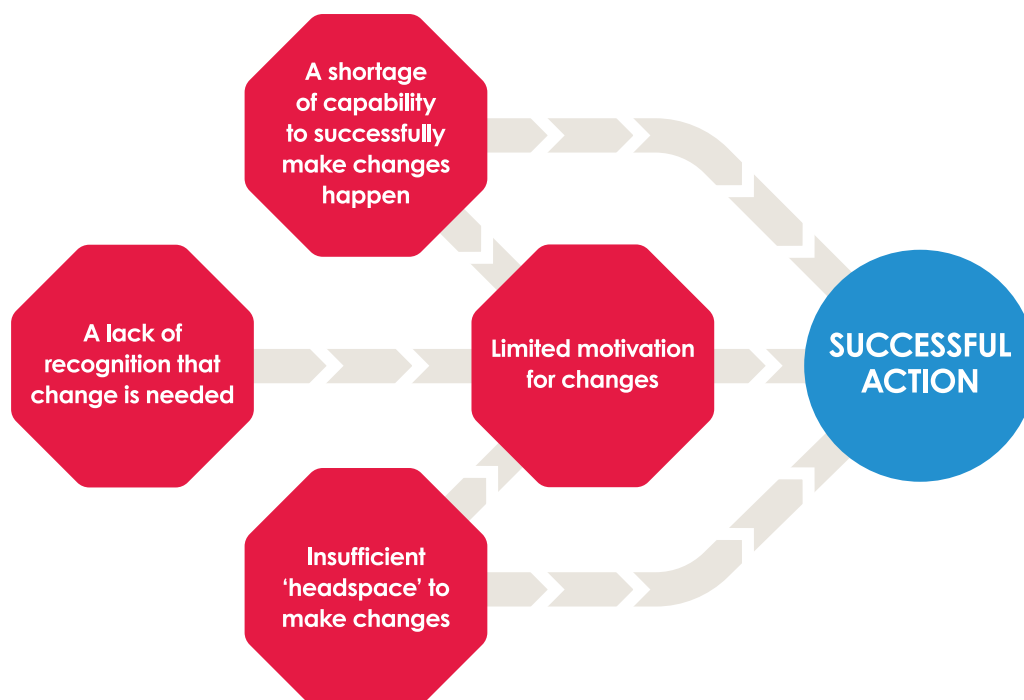 A shortage
of capability
to successfully
make changes
happen
A lack of
recognition that
change is needed
Limited motivation
for changes
SUCCESSFUL
ACTION
Insufficient
‘headspace’ to
make changes